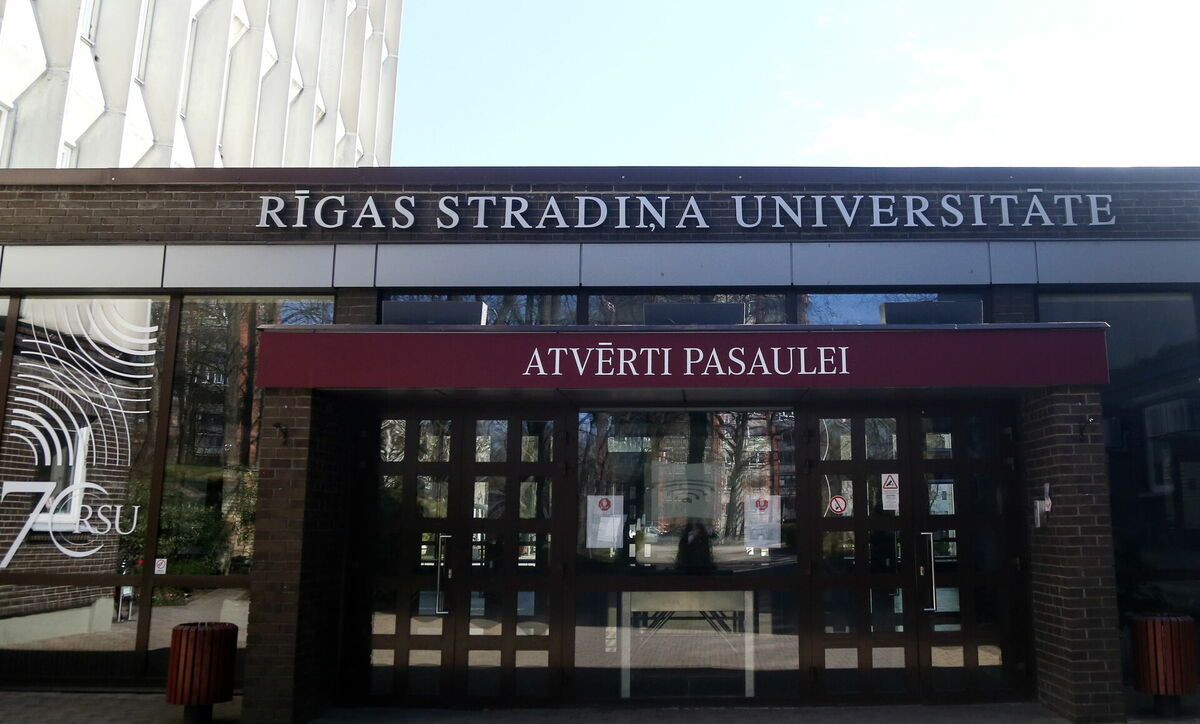 RĪGAS STRADIŅA UNIVERSITĀTE
ATVĒRTI PASAULEI
70
RSU